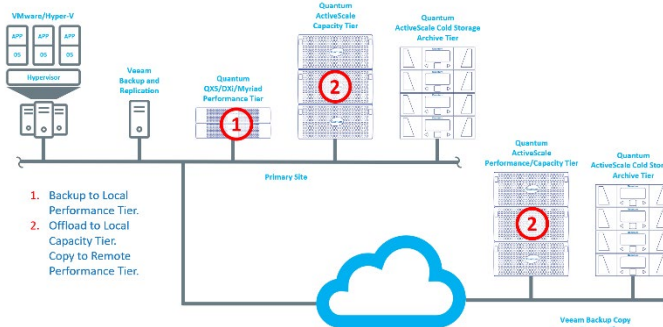 VMware/Hyper-V
APP APP APP
OS OS OS
Hypervisor
Veeam
Backup and
Replication
Quantum
QXS/DXi/Myriad
Performance Tier
1
Quantum
ActiveScale
Capacity Tier
2
Quantum
ActiveScale Cold Storage
Archive Tier
Primary Site
1. Backup to Local
Performance Tier.
2. Offload to Local
Capacity Tier.
Copy to Remote
Performance Tier.
Quantum
ActiveScale
Performance/Capacity Tier
2
Quantum
ActiveScale Cold Stora
Archive Tier
Veeam Backup Copy